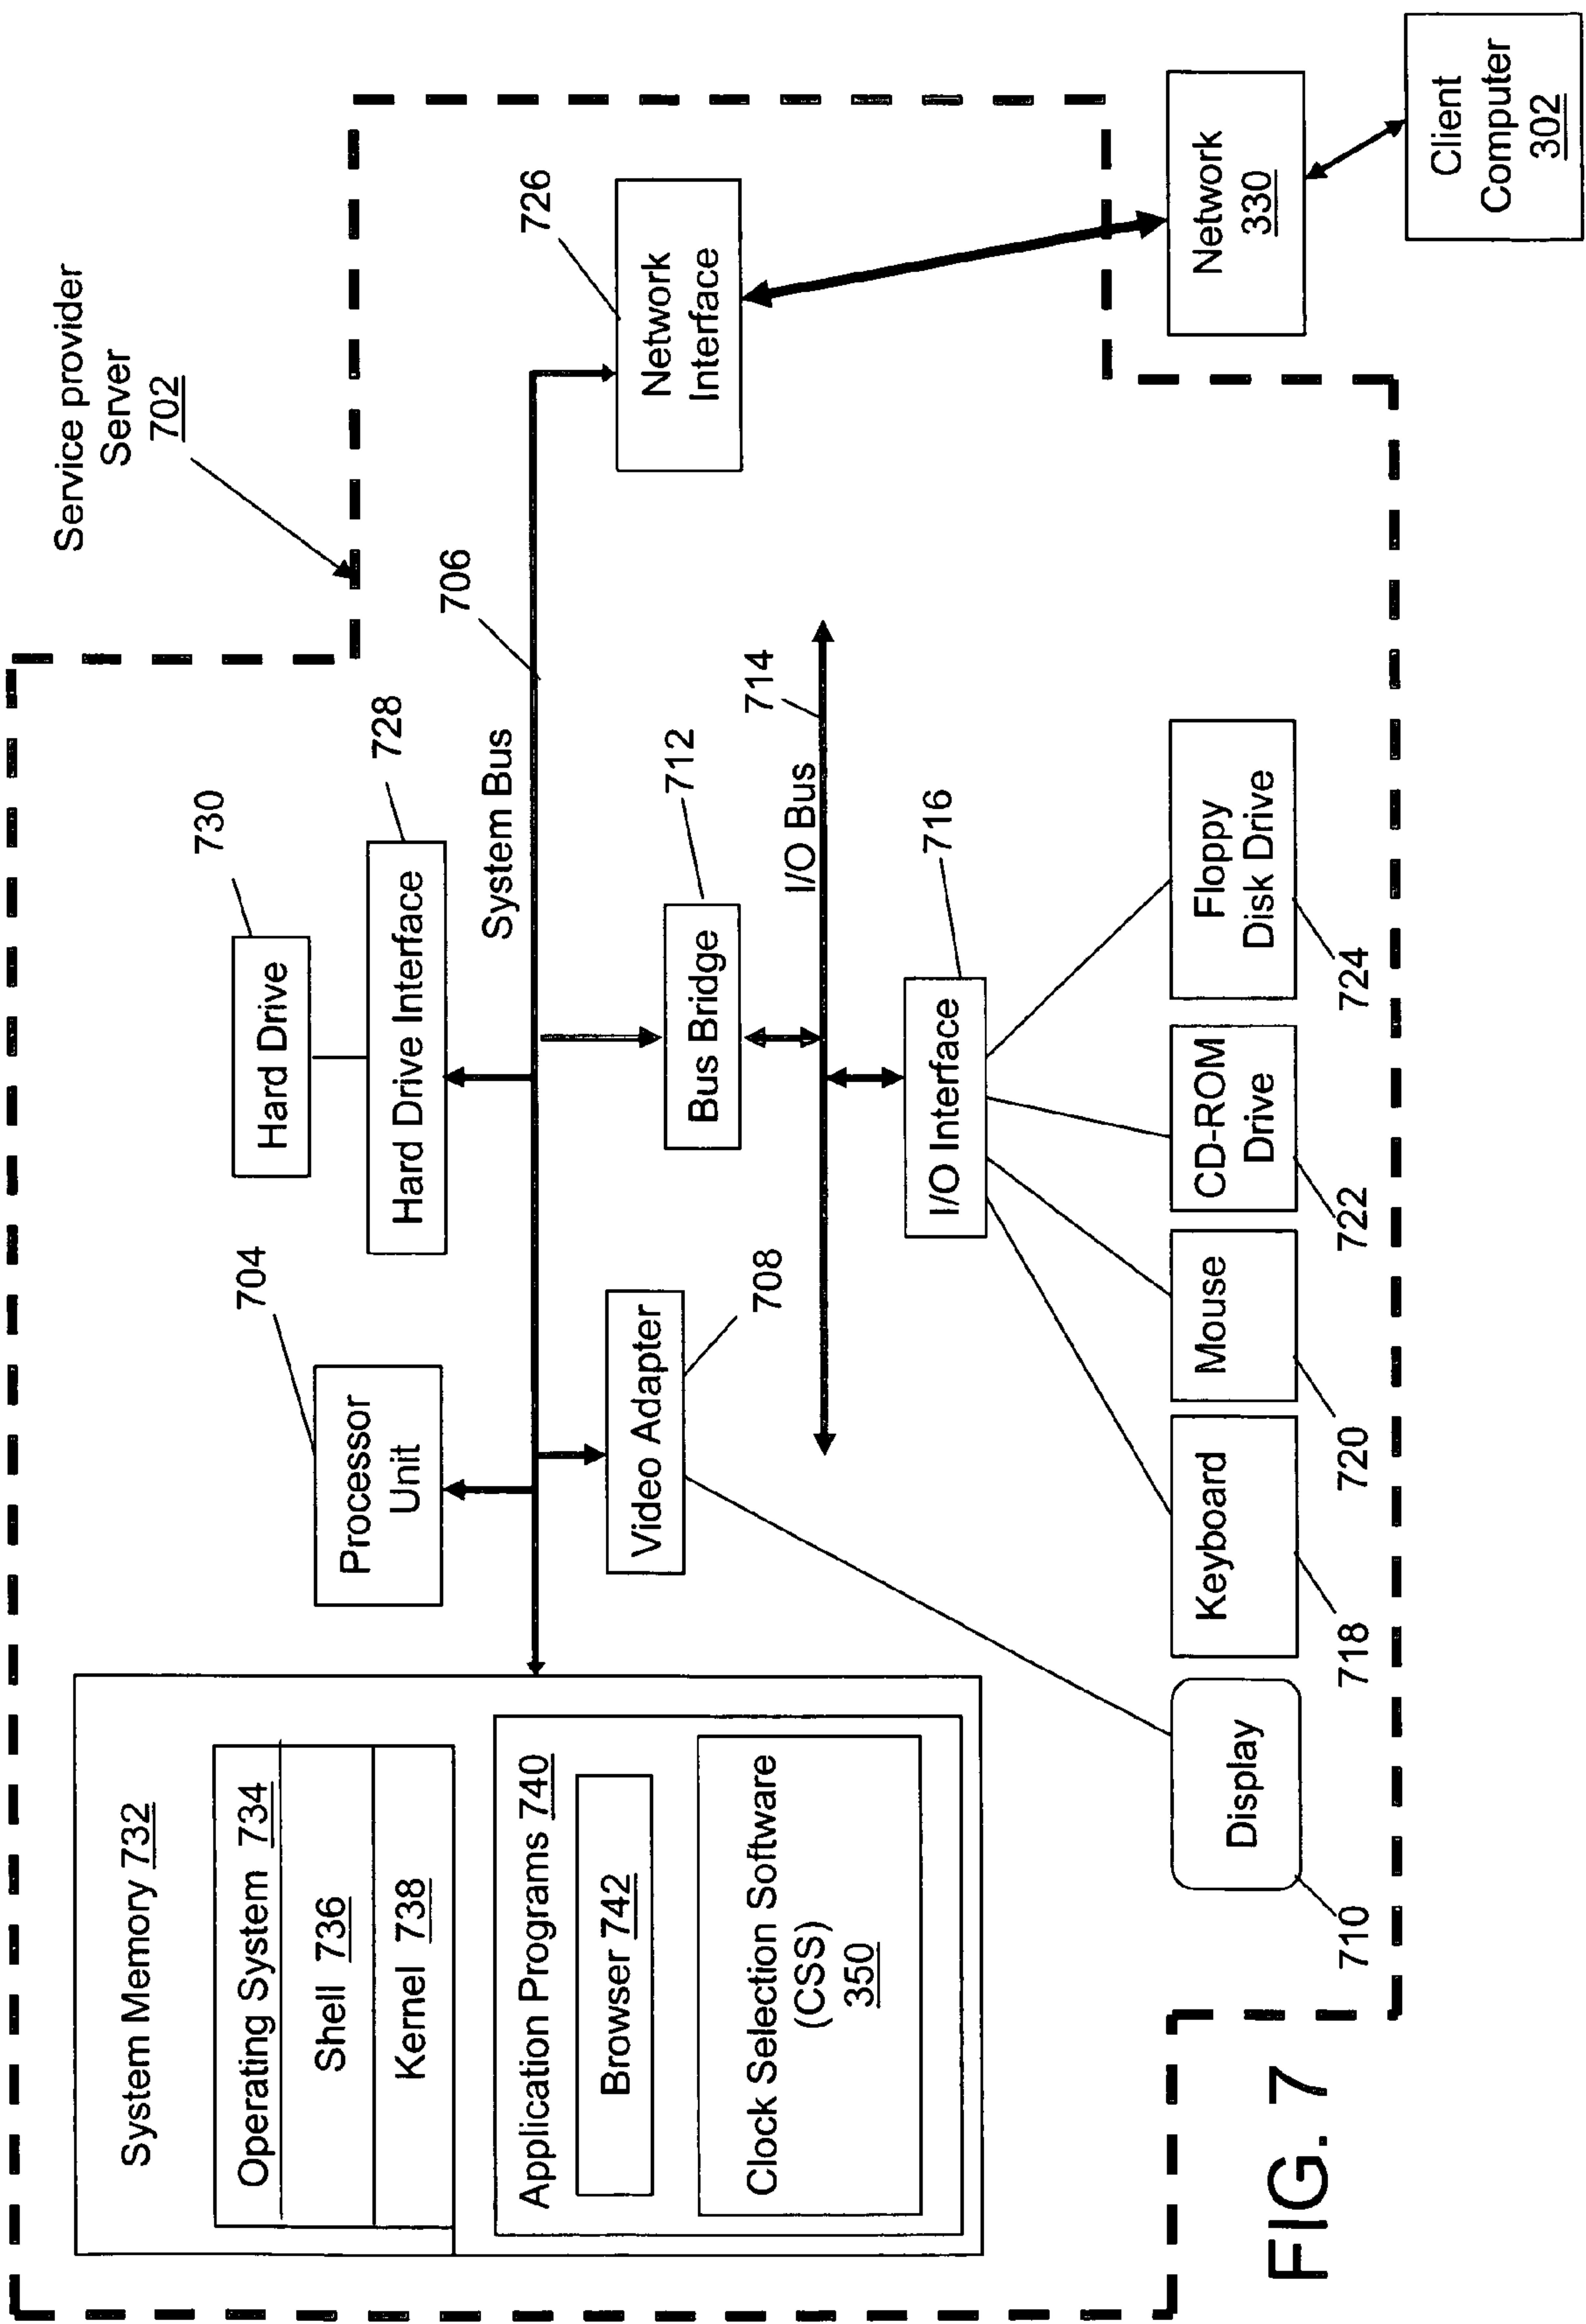 Service provider
Server
702
System Memory 732
Operating System 734
Shell 736
Kernel 738
Application Programs 740
Browser 742
Clock Selection Software
(CSS)
350
704
Processor
Unit
730
Hard Drive
728
Hard Drive Interface
System Bus
706
726
Network
Interface
Video Adapter
708
712
Bus Bridge
I/O Bus
714
716
I/O Interface
Display
710
Keyboard
718
Mouse
720
CD-ROM
Drive
722
Floppy
Disk Drive
724
Network
330
Client
Computer
302
FIG. 7